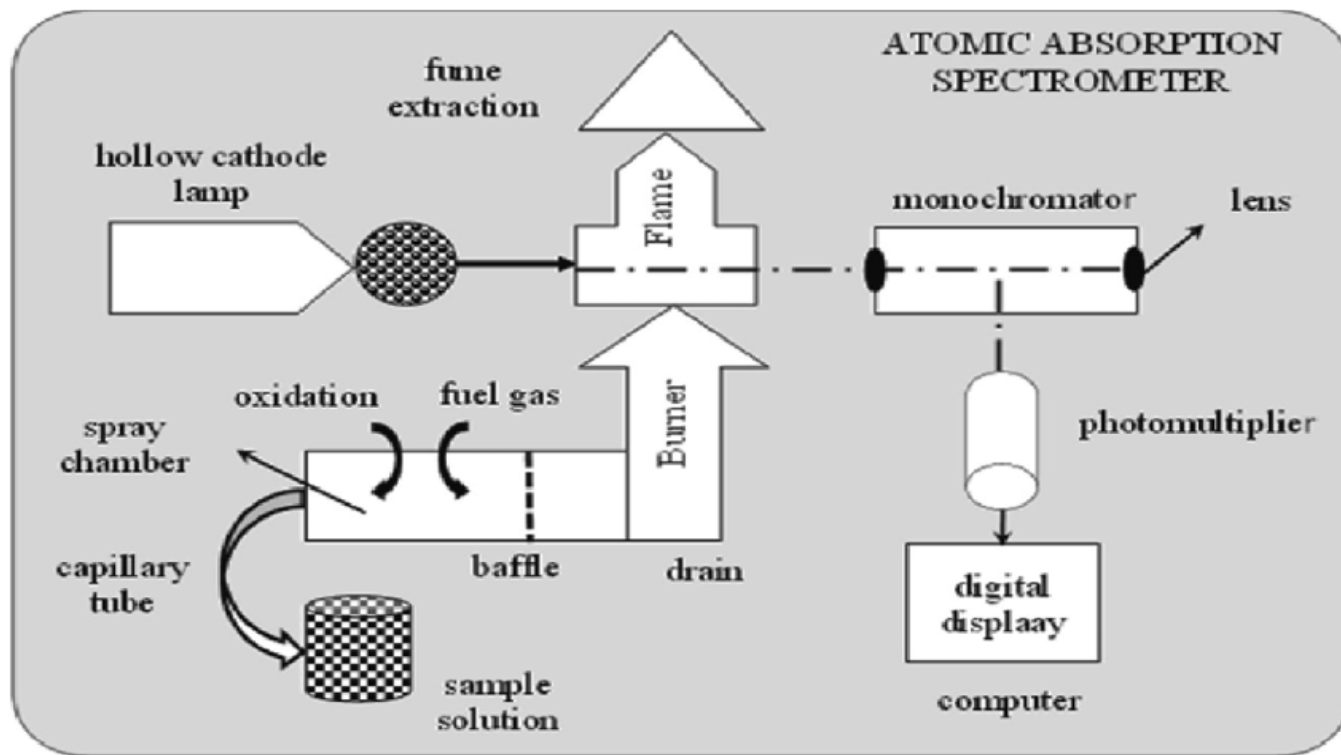 ATOMIC ABSORPTION
SPECTROMETER
fume
extraction
hollow cathode
lamp
Flame
monochromator
lens
oxidation
fuel gas
spray
chamber
Burner
photomultiplier
capillary
tube
baffle
drain
digital
displaay
sample
solution
computer